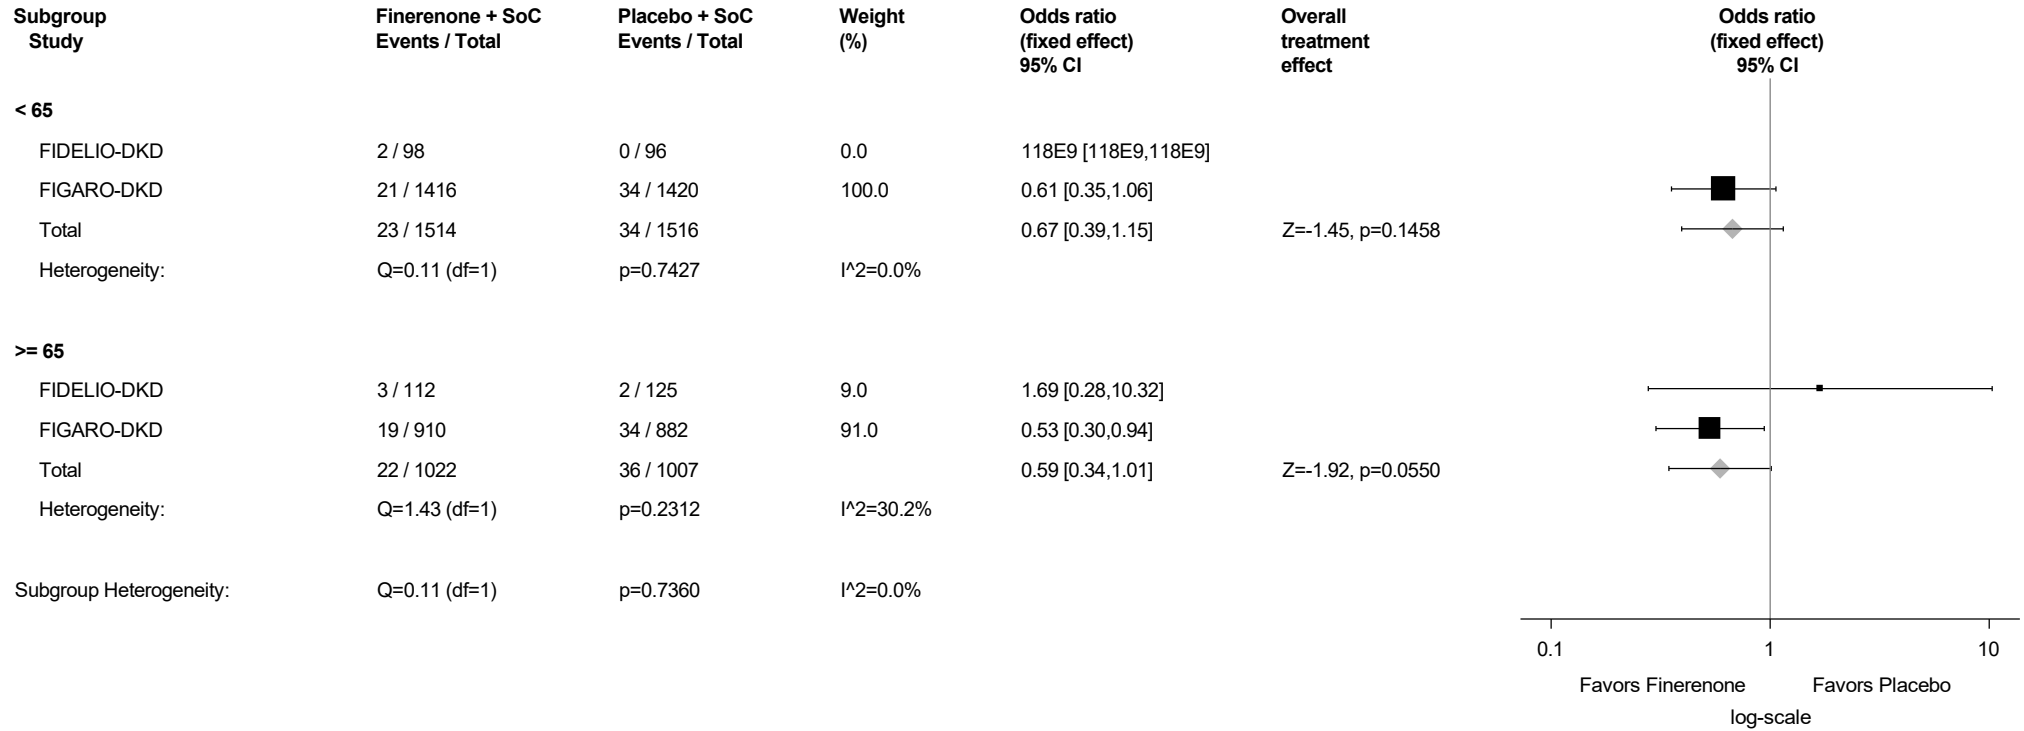 Subgroup Finerenone + SoC Placebo + SoC Weight Odds ratio Overall Odds ratio
Study Events / Total Events / Total (%) (fixed effect) treatment (fixed effect)
95% CI effect 95% CI
< 65
FIDELIO-DKD 2 / 98 0 / 96 0.0 118E9 [118E9,118E9]
FIGARO-DKD 21 / 1416 34 / 1420 100.0 0.61 [0.35,1.06]
Total 23 / 1514 34 / 1516 0.67 [0.39,1.15] Z=-1.45, p=0.1458
Heterogeneity: Q=0.11 (df=1) p=0.7427 I^2=0.0%
>= 65
FIDELIO-DKD 3 / 112 2 / 125 9.0 1.69 [0.28,10.32]
FIGARO-DKD 19 / 910 34 / 882 91.0 0.53 [0.30,0.94]
Total 22 / 1022 36 / 1007 0.59 [0.34,1.01] Z=-1.92, p=0.0550
Heterogeneity: Q=1.43 (df=1) p=0.2312 I^2=30.2%
Subgroup Heterogeneity: Q=0.11 (df=1) p=0.7360 I^2=0.0%
0.1 1 10
Favors Finerenone Favors Placebo
log-scale